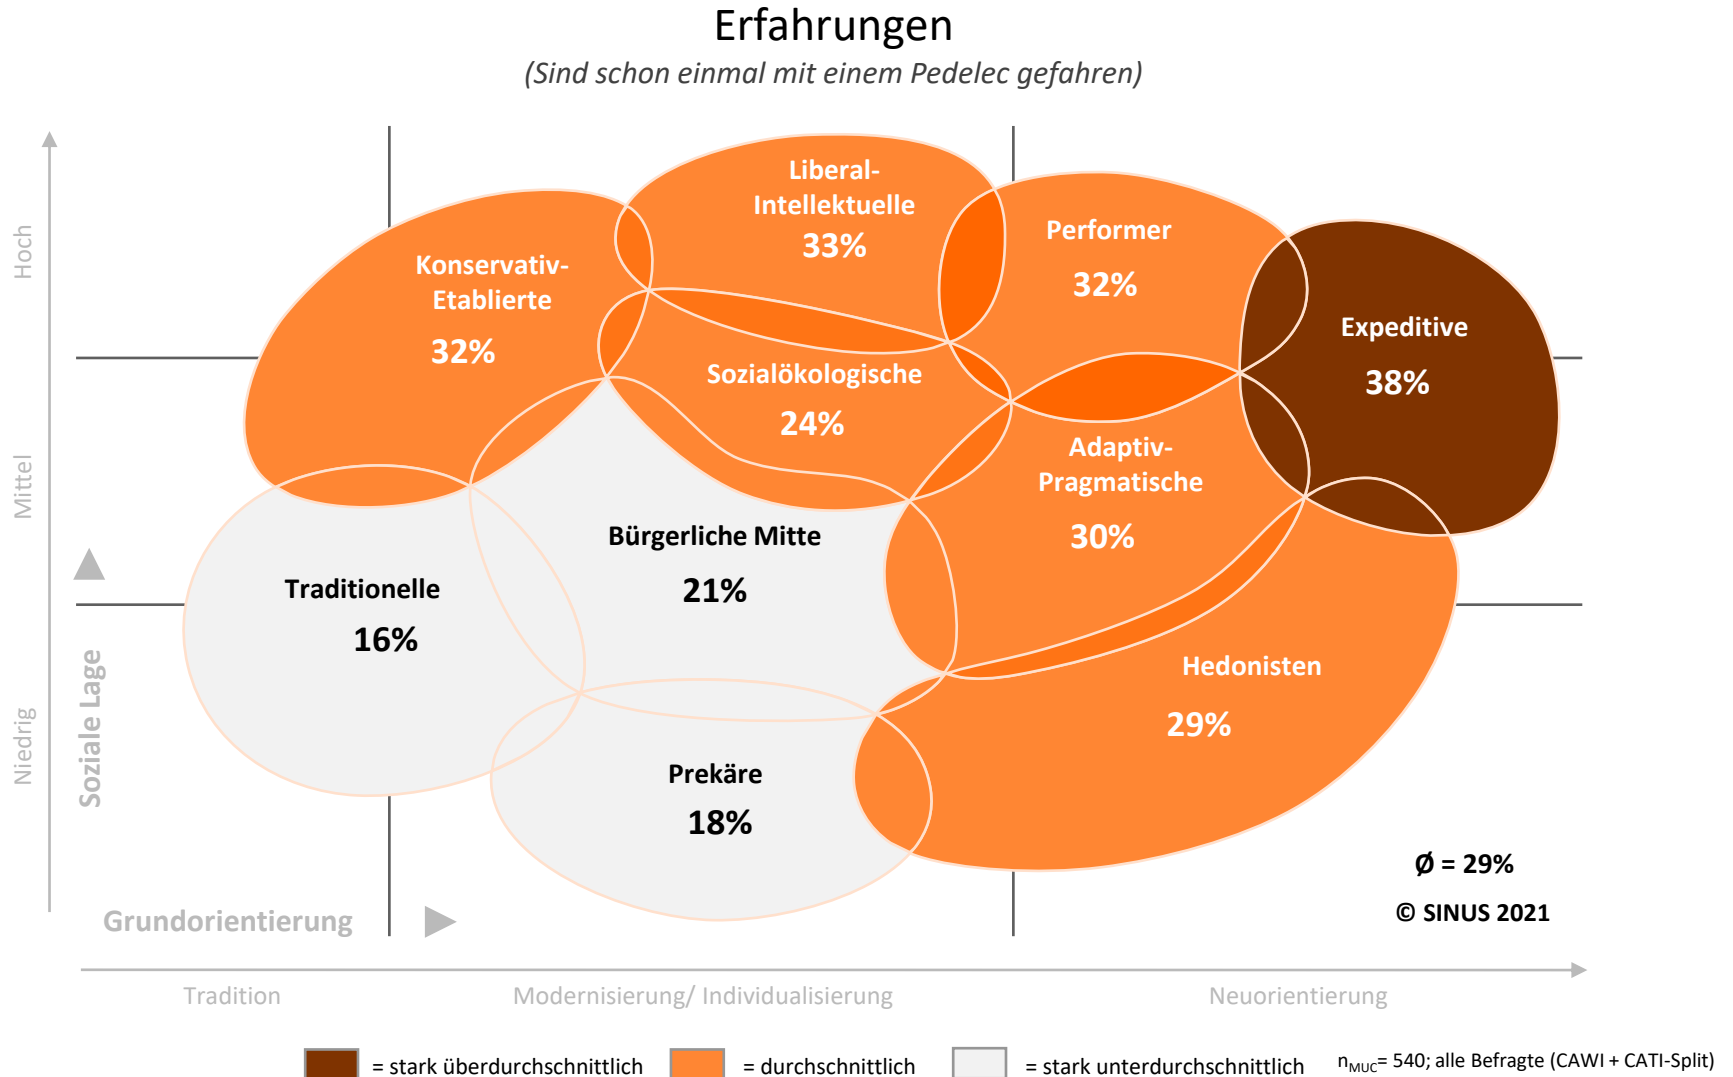 Erfahrungen
(Sind schon einmal mit einem Pedelec gefahren)
Liberal-
Intellektuelle
33%
Performer
32%
Konservativ-
Etablierte
32%
Expeditive
38%
Sozialökologische
24%
Adaptiv-
Pragmatische
30%
Bürgerliche Mitte
21%
Traditionelle
16%
Hedonisten
29%
Prekäre
18%
Hoch
Mittel
Niedrig
Soziale Lage
Ø = 29%
© SINUS 2021
Grundorientierung
Tradition
Modernisierung/ Individualisierung
Neuorientierung
= stark überdurchschnittlich
= durchschnittlich
= stark unterdurchschnittlich
nMUC= 540; alle Befragte (CAWI + CATI-Split)